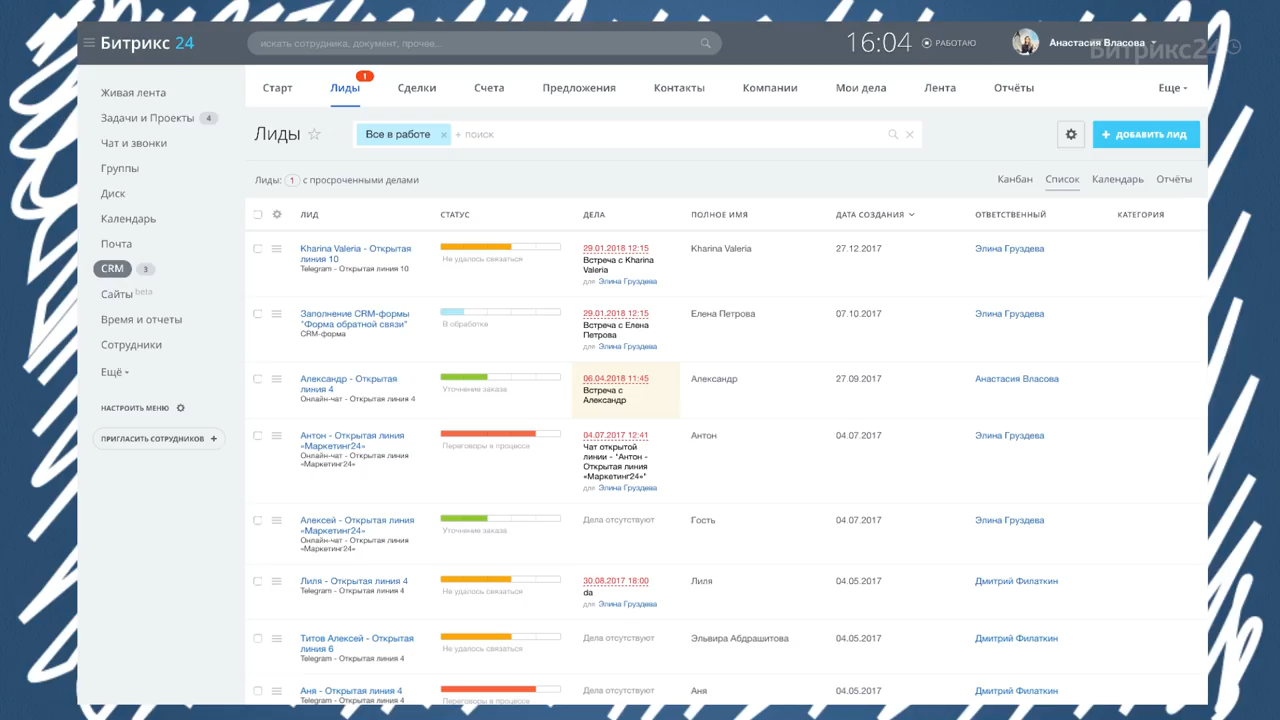 Битрикс 24
искать сотрудника, документ, прочее...
16:04
РАБОТАЮ
Анастасия Власова
Битрикс24
Живая лента
Задачи и Проекты 4
Чат и звонки
Группы
Диск
Календарь
Почта
CRM 3
Сайты beta
Время и отчеты
Сотрудники
Ещё
НАСТРОИТЬ МЕНЮ
ПРИГЛАСИТЬ СОТРУДНИКОВ +
Старт
Лиды 1
Сделки
Счета
Предложения
Контакты
Компании
Мои дела
Лента
Отчёты
Еще
Лиды
Все в работе ×
+ поиск
+ ДОБАВИТЬ ЛИД
Лиды: 1 с просроченными делами
Канбан Список Календарь Отчёты
ЛИД СТАТУС ДЕЛА ПОЛНОЕ ИМЯ ДАТА СОЗДАНИЯ ОТВЕТСТВЕННЫЙ КАТЕГОРИЯ
Kharina Valeria - Открытая
линия 10
Telegram - Открытая линия 10
Не удалось связаться
29.01.2018 12:15
Встреча с Kharina
Valeria
для Элина Груздева
Kharina Valeria
27.12.2017
Элина Груздева
Заполнение CRM-формы
"Форма обратной связи"
CRM-форма
В обработке
29.01.2018 12:15
Встреча с Елена
Петрова
для Элина Груздева
Елена Петрова
07.10.2017
Элина Груздева
Александр - Открытая
линия 4
Онлайн-чат - Открытая линия 4
Уточнение заказа
06.04.2018 11:45
Встреча с
Александр
Александр
27.09.2017
Анастасия Власова
Антон - Открытая линия
«Маркетинг24»
Онлайн-чат - Открытая линия
«Маркетинг24»
Переговоры в процессе
04.07.2017 12:41
Чат открытой
линии - "Антон -
Открытая линия
«Маркетинг24»"
для Элина Груздева
Антон
04.07.2017
Элина Груздева
Алексей - Открытая линия
«Маркетинг24»
Онлайн-чат - Открытая линия
«Маркетинг24»
Уточнение заказа
Дела отсутствуют
Гость
04.07.2017
Элина Груздева
Лиля - Открытая линия 4
Telegram - Открытая линия 4
Не удалось связаться
30.08.2017 18:00
da
для Элина Груздева
Лиля
04.05.2017
Дмитрий Филаткин
Титов Алексей - Открытая
линия 6
Telegram - Открытая линия 4
Не удалось связаться
Дела отсутствуют
Эльвира Абдрашитова
04.05.2017
Дмитрий Филаткин
Аня - Открытая линия 4
Telegram - Открытая линия 4
Переговоры в процессе
Дела отсутствуют
Аня
04.05.2017
Дмитрий Филаткин